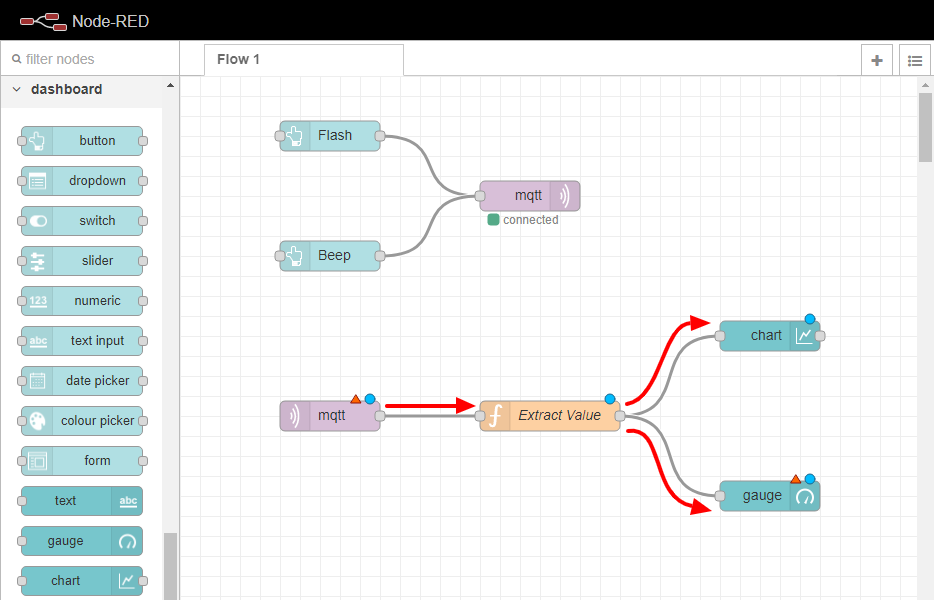 Node-RED
filter nodes
Flow 1
dashboard
button
dropdown
switch
slider
123 numeric
abc text input
date picker
colour picker
form
text abc
gauge
chart
Flash
mqtt
connected
Beep
chart
mqtt
Extract Value
gauge